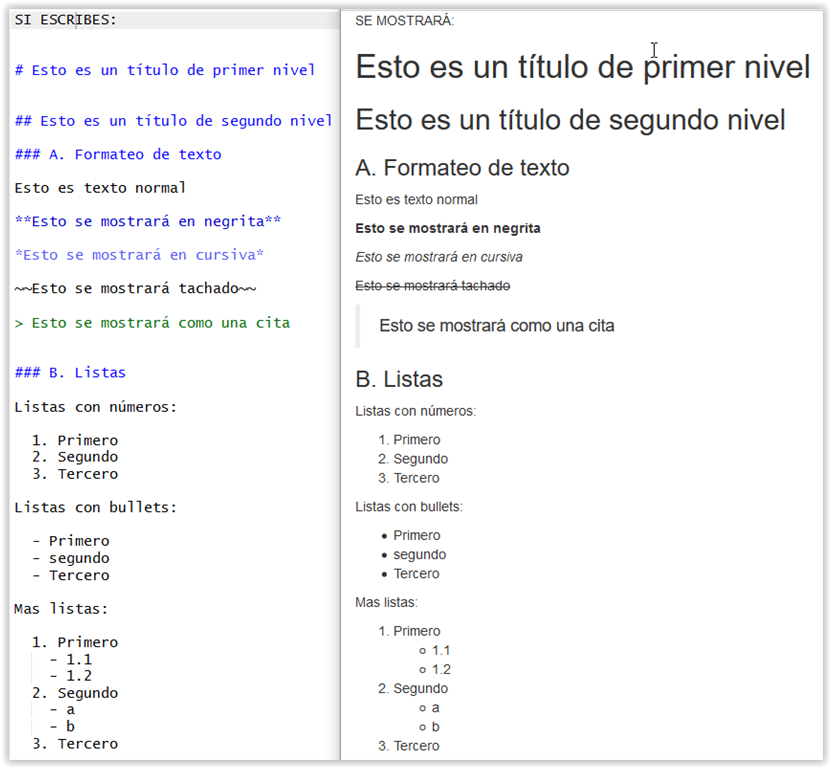 SI ESCRIBES:
# Esto es un título de primer nivel
## Esto es un título de segundo nivel
### A. Formateo de texto
Esto es texto normal
**Esto se mostrará en negrita**
*Esto se mostrará en cursiva*
~~Esto se mostrará tachado~~
> Esto se mostrará como una cita
### B. Listas
Listas con números:
1. Primero
2. Segundo
3. Tercero
Listas con bullets:
- Primero
- segundo
- Tercero
Mas listas:
1. Primero
- 1.1
- 1.2
2. Segundo
- a
- b
3. Tercero
SE MOSTRARÁ:
Esto es un título de primer nivel
Esto es un título de segundo nivel
A. Formateo de texto
Esto es texto normal
Esto se mostrará en negrita
Esto se mostrará en cursiva
Esto se mostrará tachado
Esto se mostrará como una cita
B. Listas
Listas con números:
1. Primero
2. Segundo
3. Tercero
Listas con bullets:
• Primero
• segundo
• Tercero
Mas listas:
1. Primero
○ 1.1
○ 1.2
2. Segundo
○ a
○ b
3. Tercero